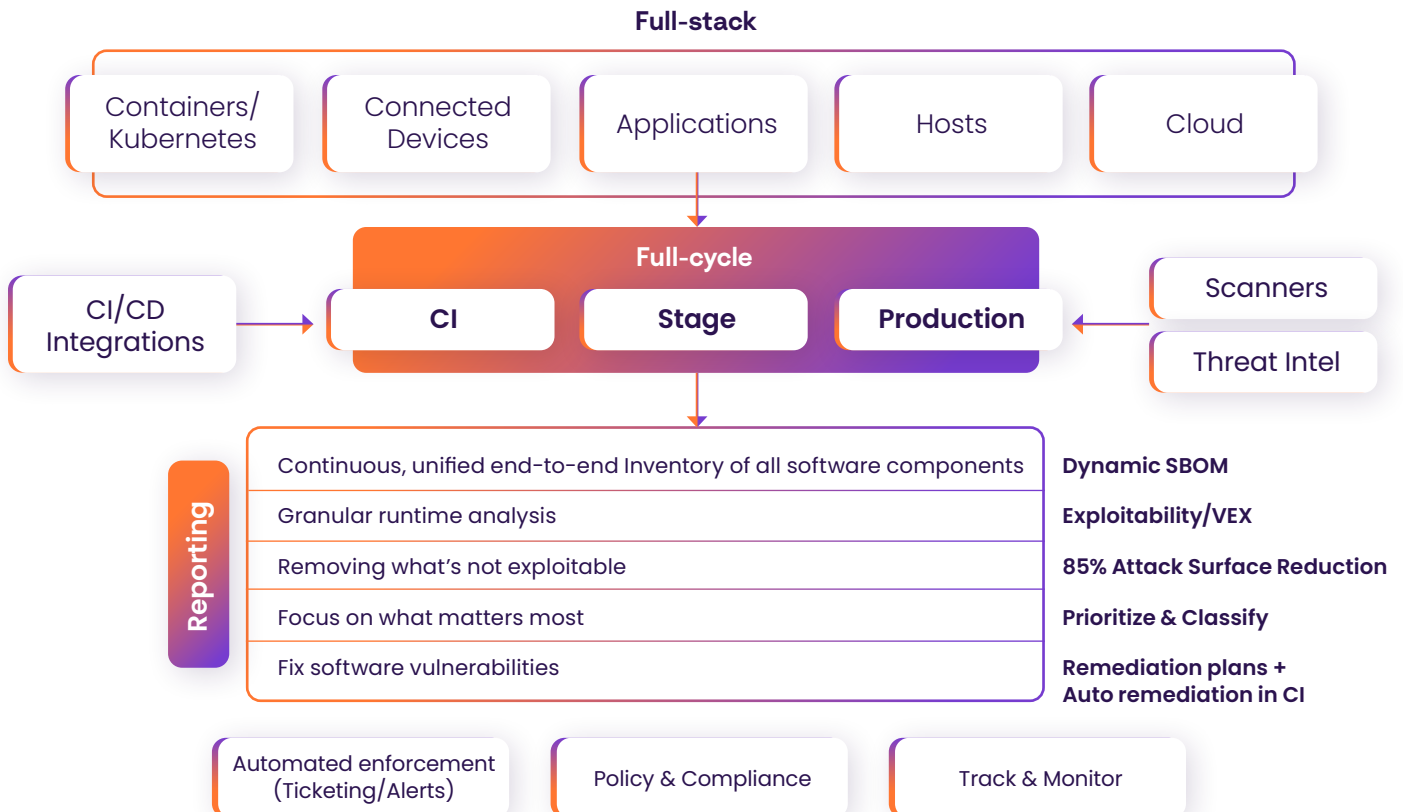 Full-stack
Containers/
Kubernetes
Connected
Devices
Applications
Hosts
Cloud
Full-cycle
CI/CD
Integrations
CI
Stage
Production
Scanners
Threat Intel
Reporting
Continuous, unified end-to-end Inventory of all software components
Dynamic SBOM
Granular runtime analysis
Exploitability/VEX
Removing what’s not exploitable
85% Attack Surface Reduction
Focus on what matters most
Prioritize & Classify
Fix software vulnerabilities
Remediation plans +
Auto remediation in CI
Automated enforcement
(Ticketing/Alerts)
Policy & Compliance
Track & Monitor